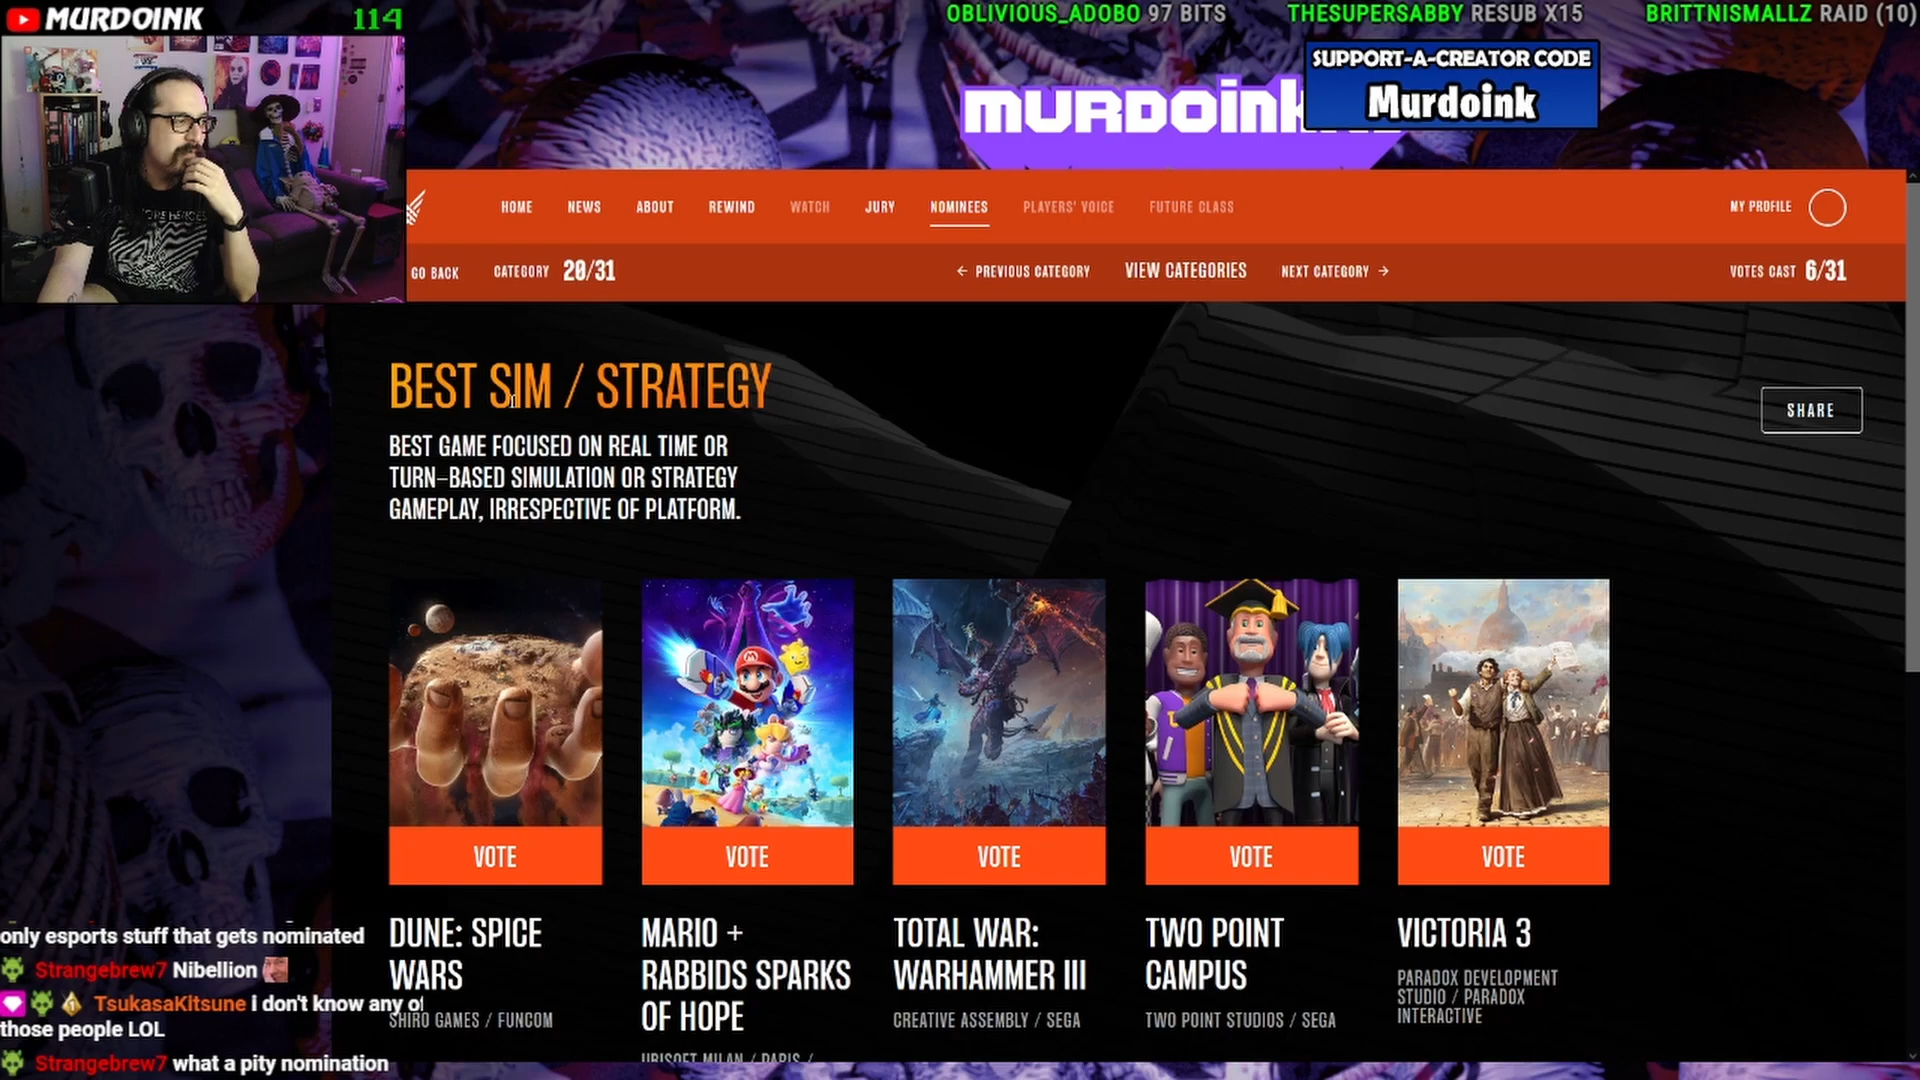 MURDOINK
114
OBLIVIOUS_ADOBO 97 BITS
THESUPERSABBY RESUB X15
BRITTNISMALLZ RAID (10)
SUPPORT-A-CREATOR CODE
Murdoink
MURDOink
HOME
NEWS
ABOUT
REWIND
WATCH
JURY
NOMINEES
PLAYERS' VOICE
FUTURE CLASS
MY PROFILE
GO BACK
CATEGORY 20/31
← PREVIOUS CATEGORY
VIEW CATEGORIES
NEXT CATEGORY →
VOTES CAST 6/31
BEST SIM / STRATEGY
SHARE
BEST GAME FOCUSED ON REAL TIME OR
TURN-BASED SIMULATION OR STRATEGY
GAMEPLAY, IRRESPECTIVE OF PLATFORM.
VOTE
VOTE
VOTE
VOTE
VOTE
DUNE: SPICE
WARS
SHIRO GAMES / FUNCOM
MARIO +
RABBIDS SPARKS
OF HOPE
UBISOFT MILAN / PARIS /
TOTAL WAR:
WARHAMMER III
CREATIVE ASSEMBLY / SEGA
TWO POINT
CAMPUS
TWO POINT STUDIOS / SEGA
VICTORIA 3
PARADOX DEVELOPMENT
STUDIO / PARADOX
INTERACTIVE
only esports stuff that gets nominated
Strangebrew7 Nibellion
TsukasaKitsune i don't know any of
those people LOL
Strangebrew7 what a pity nomination